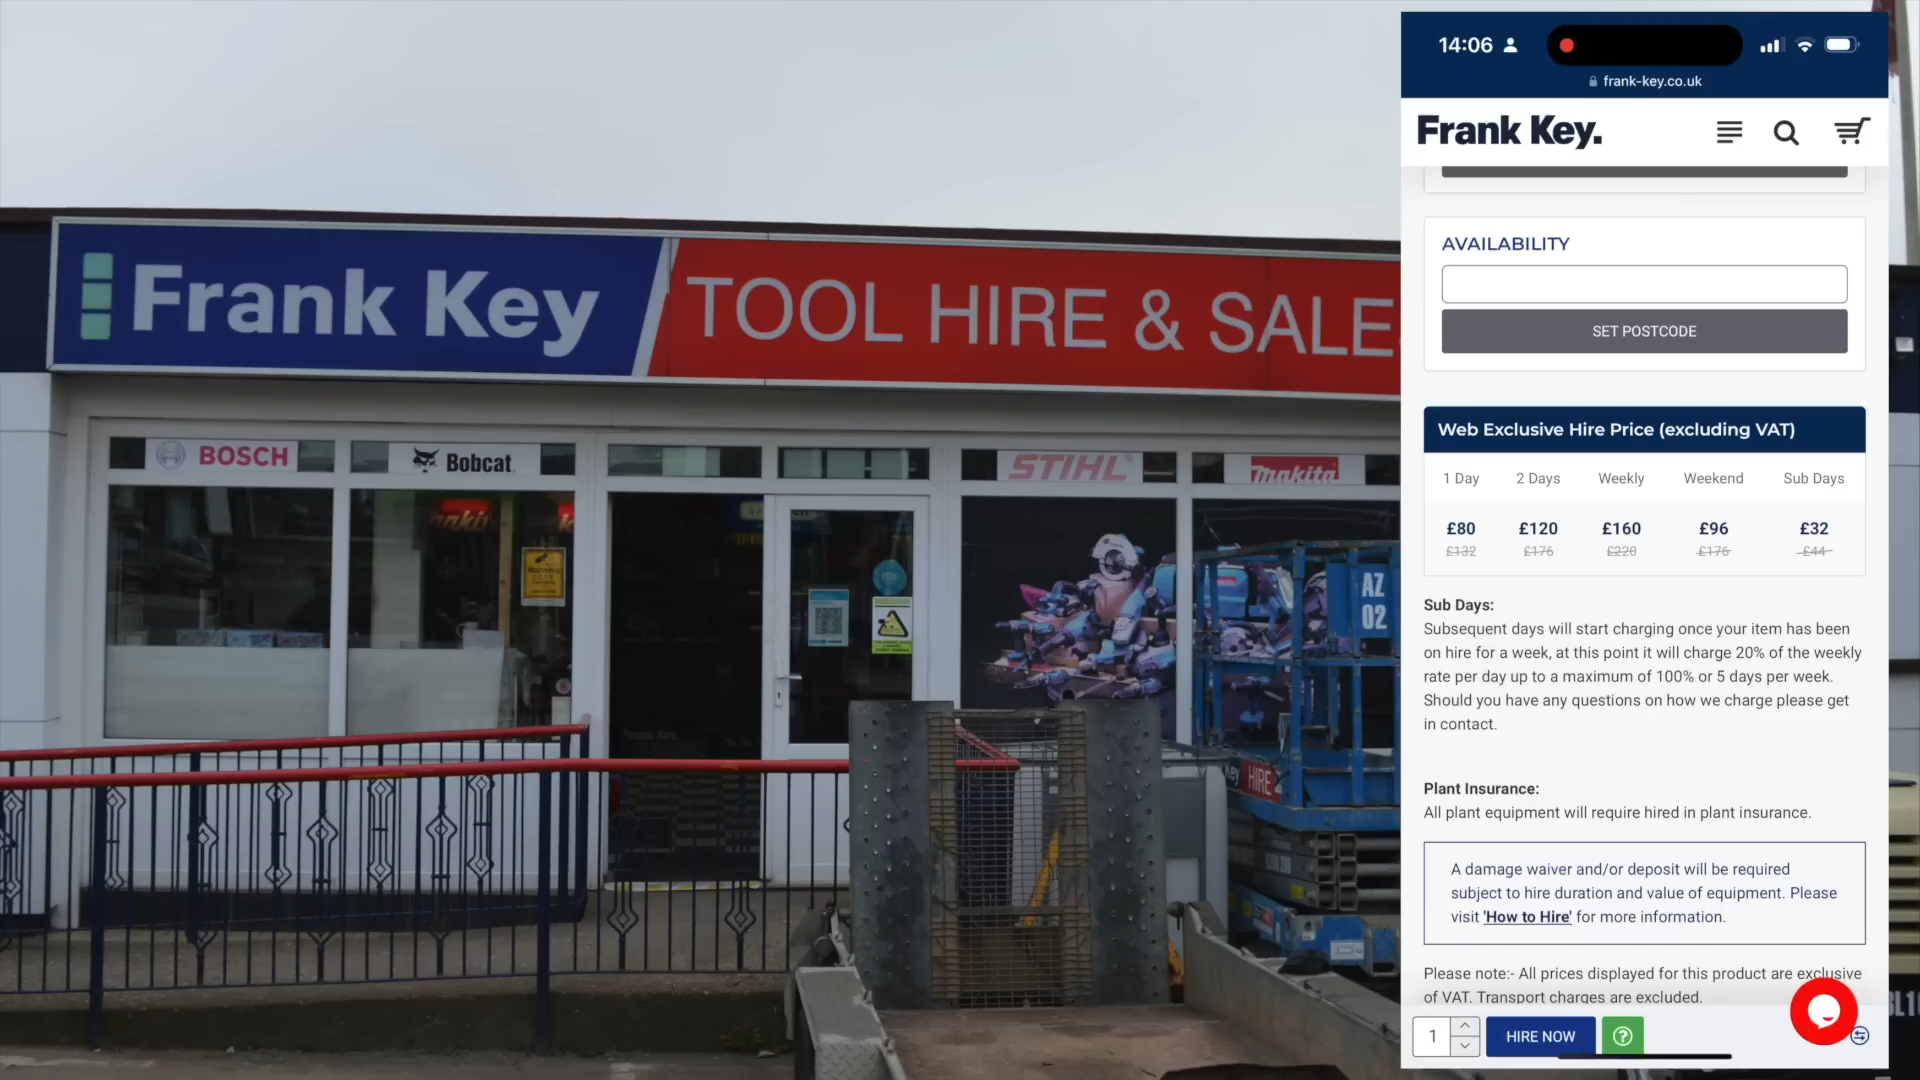 Frank Key TOOL HIRE & SALE
BOSCH
Bobcat
STIHL
makita
Warning
AZ
02
HIRE
Frank Key.
14:06
frank-key.co.uk
Frank Key.
AVAILABILITY
SET POSTCODE
Web Exclusive Hire Price (excluding VAT)
1 Day 2 Days Weekly Weekend Sub Days
£80 £120 £160 £96 £32
£132 £176 £220 £176 £44
Sub Days:
Subsequent days will start charging once your item has been
on hire for a week, at this point it will charge 20% of the weekly
rate per day up to a maximum of 100% or 5 days per week.
Should you have any questions on how we charge please get
in contact.
Plant Insurance:
All plant equipment will require hired in plant insurance.
A damage waiver and/or deposit will be required
subject to hire duration and value of equipment. Please
visit 'How to Hire' for more information.
Please note:- All prices displayed for this product are exclusive
of VAT. Transport charges are excluded.
1 HIRE NOW